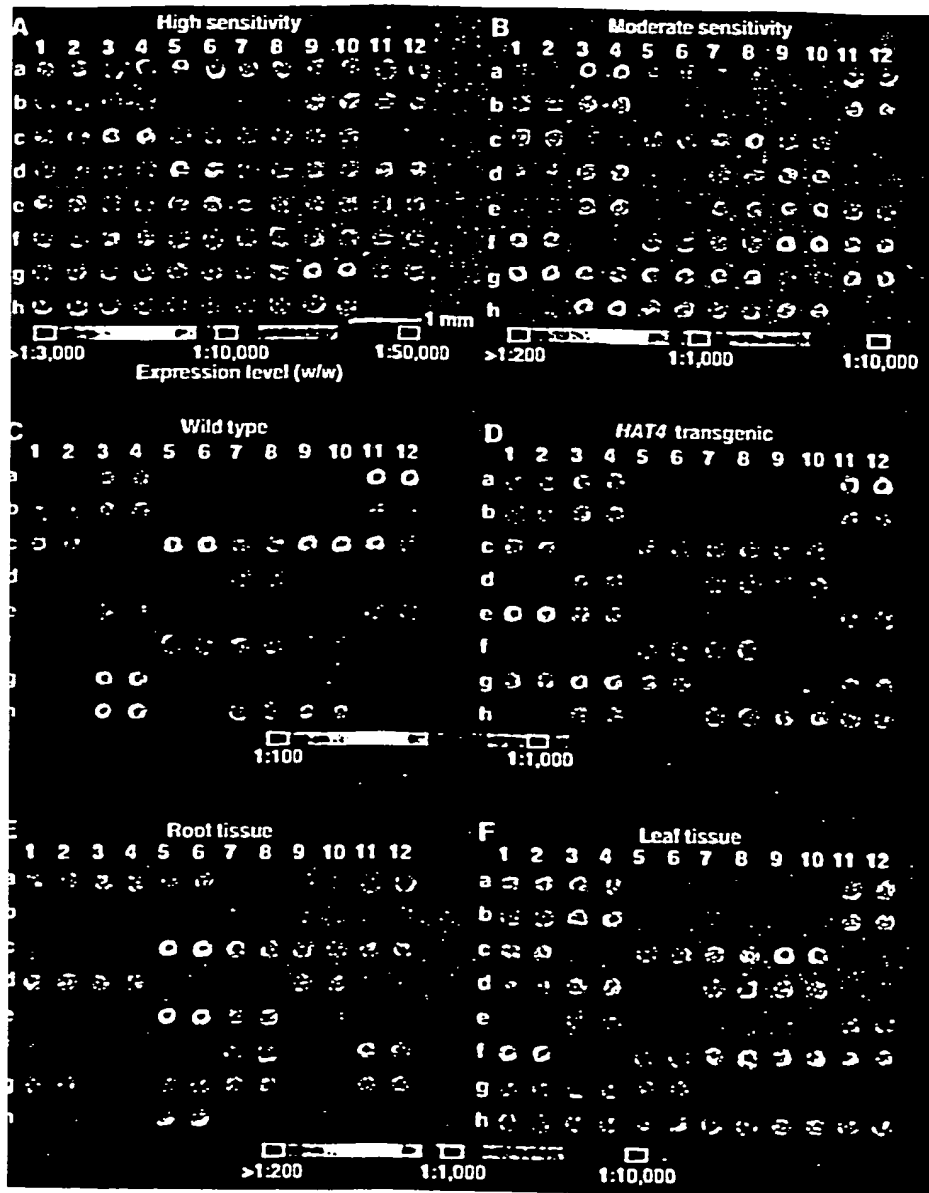 A High sensitivity
1 2 3 4 5 6 7 8 9 10 11 12
a
b
c
d
e
f
g
h
1 mm
>1:3,000 1:10,000 1:50,000
Expression level (w/w)
B Moderate sensitivity
1 2 3 4 5 6 7 8 9 10 11 12
a
b
c
d
e
f
g
h
>1:200 1:1,000 1:10,000
C Wild type
1 2 3 4 5 6 7 8 9 10 11 12
a
b
c
d
e
f
g
h
D HAT4 transgenic
1 2 3 4 5 6 7 8 9 10 11 12
a
b
c
d
e
f
g
h
1:100 1:1,000
E Root tissue
1 2 3 4 5 6 7 8 9 10 11 12
a
b
c
d
e
g
h
F Leaf tissue
1 2 3 4 5 6 7 8 9 10 11 12
a
b
c
d
e
f
g
h
>1:200 1:1,000 1:10,000